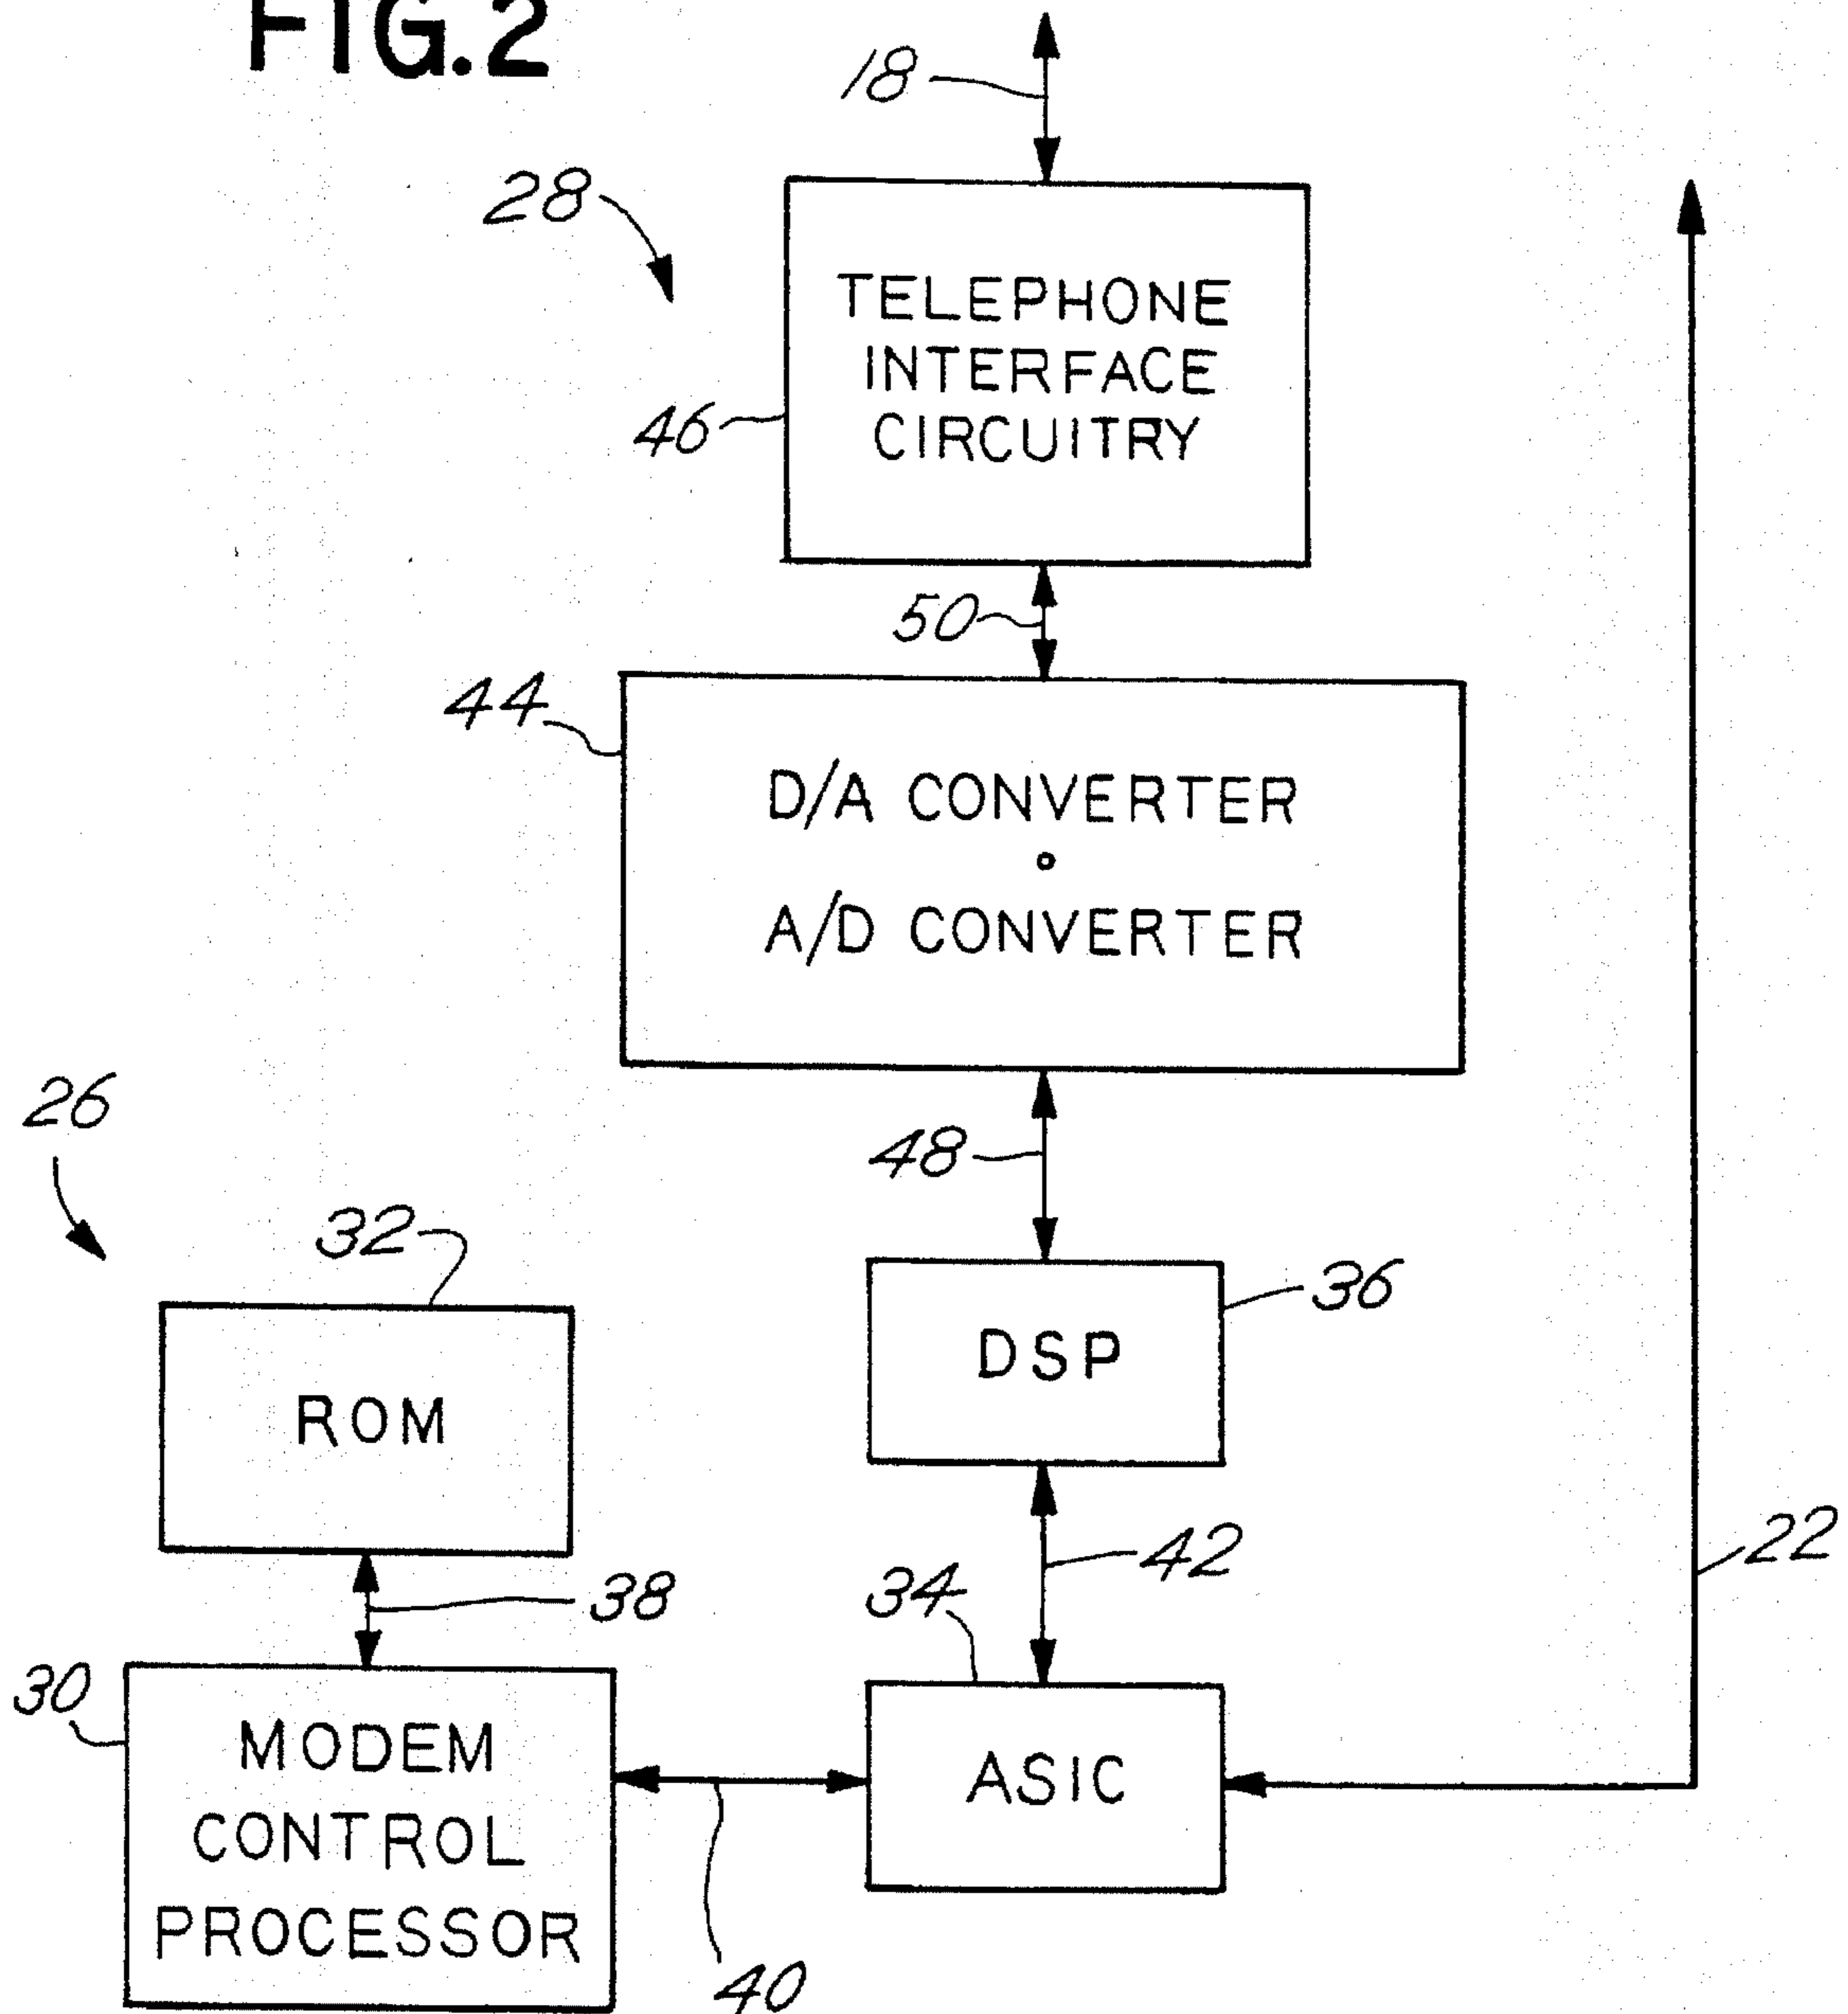 FIG.2
18
28
TELEPHONE
INTERFACE
CIRCUITRY
46
50
44
D/A CONVERTER
A/D CONVERTER
26
48
32
36
DSP
ROM
42
22
34
38
30
MODEM
CONTROL
PROCESSOR
ASIC
40